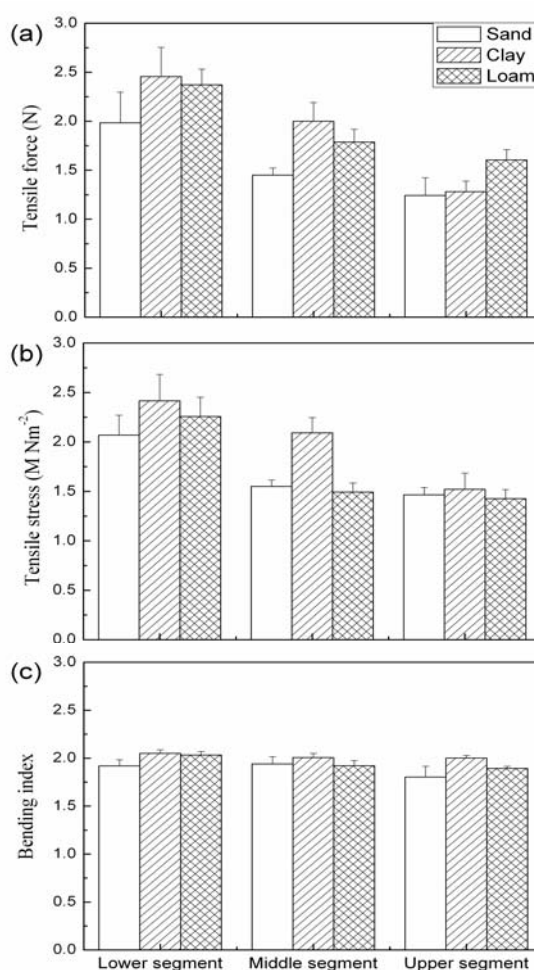 (a)
3.0
2.5
2.0
1.5
1.0
0.5
0.0
Tensile force (N)
Sand
Clay
Loam
(b)
3.0
2.5
2.0
1.5
1.0
0.5
0.0
Tensile stress (M Nm⁻²)
(c)
3.0
2.5
2.0
1.5
1.0
0.5
0.0
Bending index
Lower segment Middle segment Upper segment